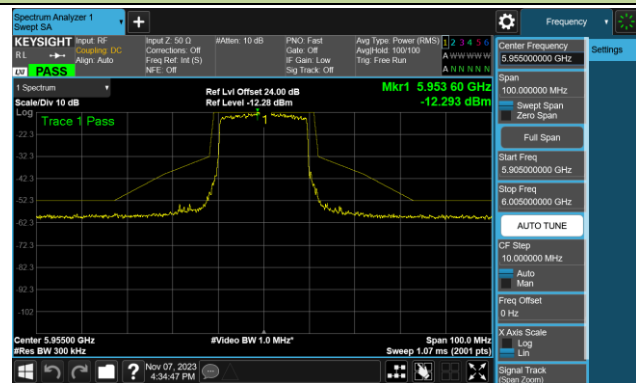 Spectrum Analyzer 1
Swept SA
Frequency
KEYSIGHT
Input: RF
Coupling: DC
Align: Auto
Input Z: 50 Ω
Corrections: Off
Freq Ref: Int (S)
NFE: Off
#Atten: 10 dB
PNO: Fast
Gate: Off
IF Gain: Low
Sig Track: Off
Avg Type: Power (RMS)
Avg|Hold: 100/100
Trig: Free Run
1 2 3 4 5 6
A W W W W W
A N N N N N
RL
LXI
PASS
1 Spectrum
Scale/Div 10 dB
Ref Lvl Offset 24.00 dB
Ref Level -12.28 dBm
Mkr1 5.953 60 GHz
-12.293 dBm
Log
Trace 1 Pass
1
-22.3
-32.3
-42.3
-52.3
-62.3
-72.3
-82.3
-92.3
-102
Center 5.95500 GHz
#Res BW 300 kHz
#Video BW 1.0 MHz*
Span 100.0 MHz
Sweep 1.07 ms (2001 pts)
Center Frequency
5.955000000 GHz
Settings
Span
100.000000 MHz
Swept Span
Zero Span
Full Span
Start Freq
5.905000000 GHz
Stop Freq
6.005000000 GHz
AUTO TUNE
CF Step
10.000000 MHz
Auto
Man
Freq Offset
0 Hz
X Axis Scale
Log
Lin
Signal Track
(Span Zoom)
?
Nov 07, 2023
4:34:47 PM